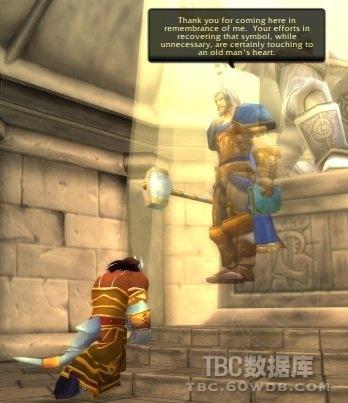 Thank you for coming here in
remembrance of me.  Your efforts in
recovering that symbol, while
unnecessary, are certainly touching to
an old man's heart.
TBC数据库
TBC.60WDB.COM